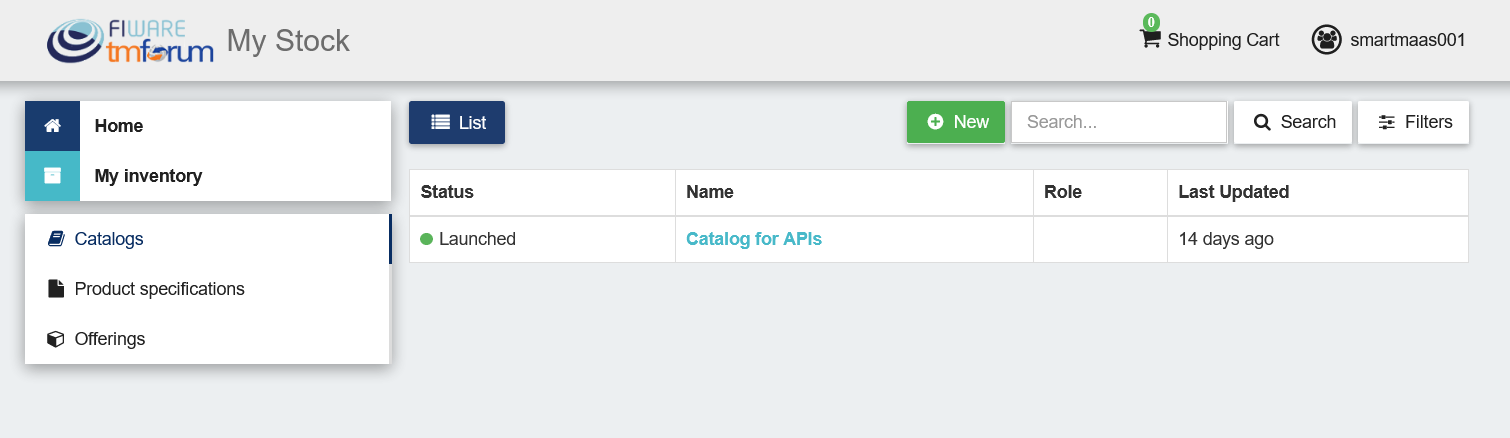 FIWARE
tmforum
My Stock
0
Shopping Cart
smartmaas001
Home
My inventory
Catalogs
Product specifications
Offerings
List
New
Search...
Search
Filters
Status Name Role Last Updated
Launched Catalog for APIs 14 days ago